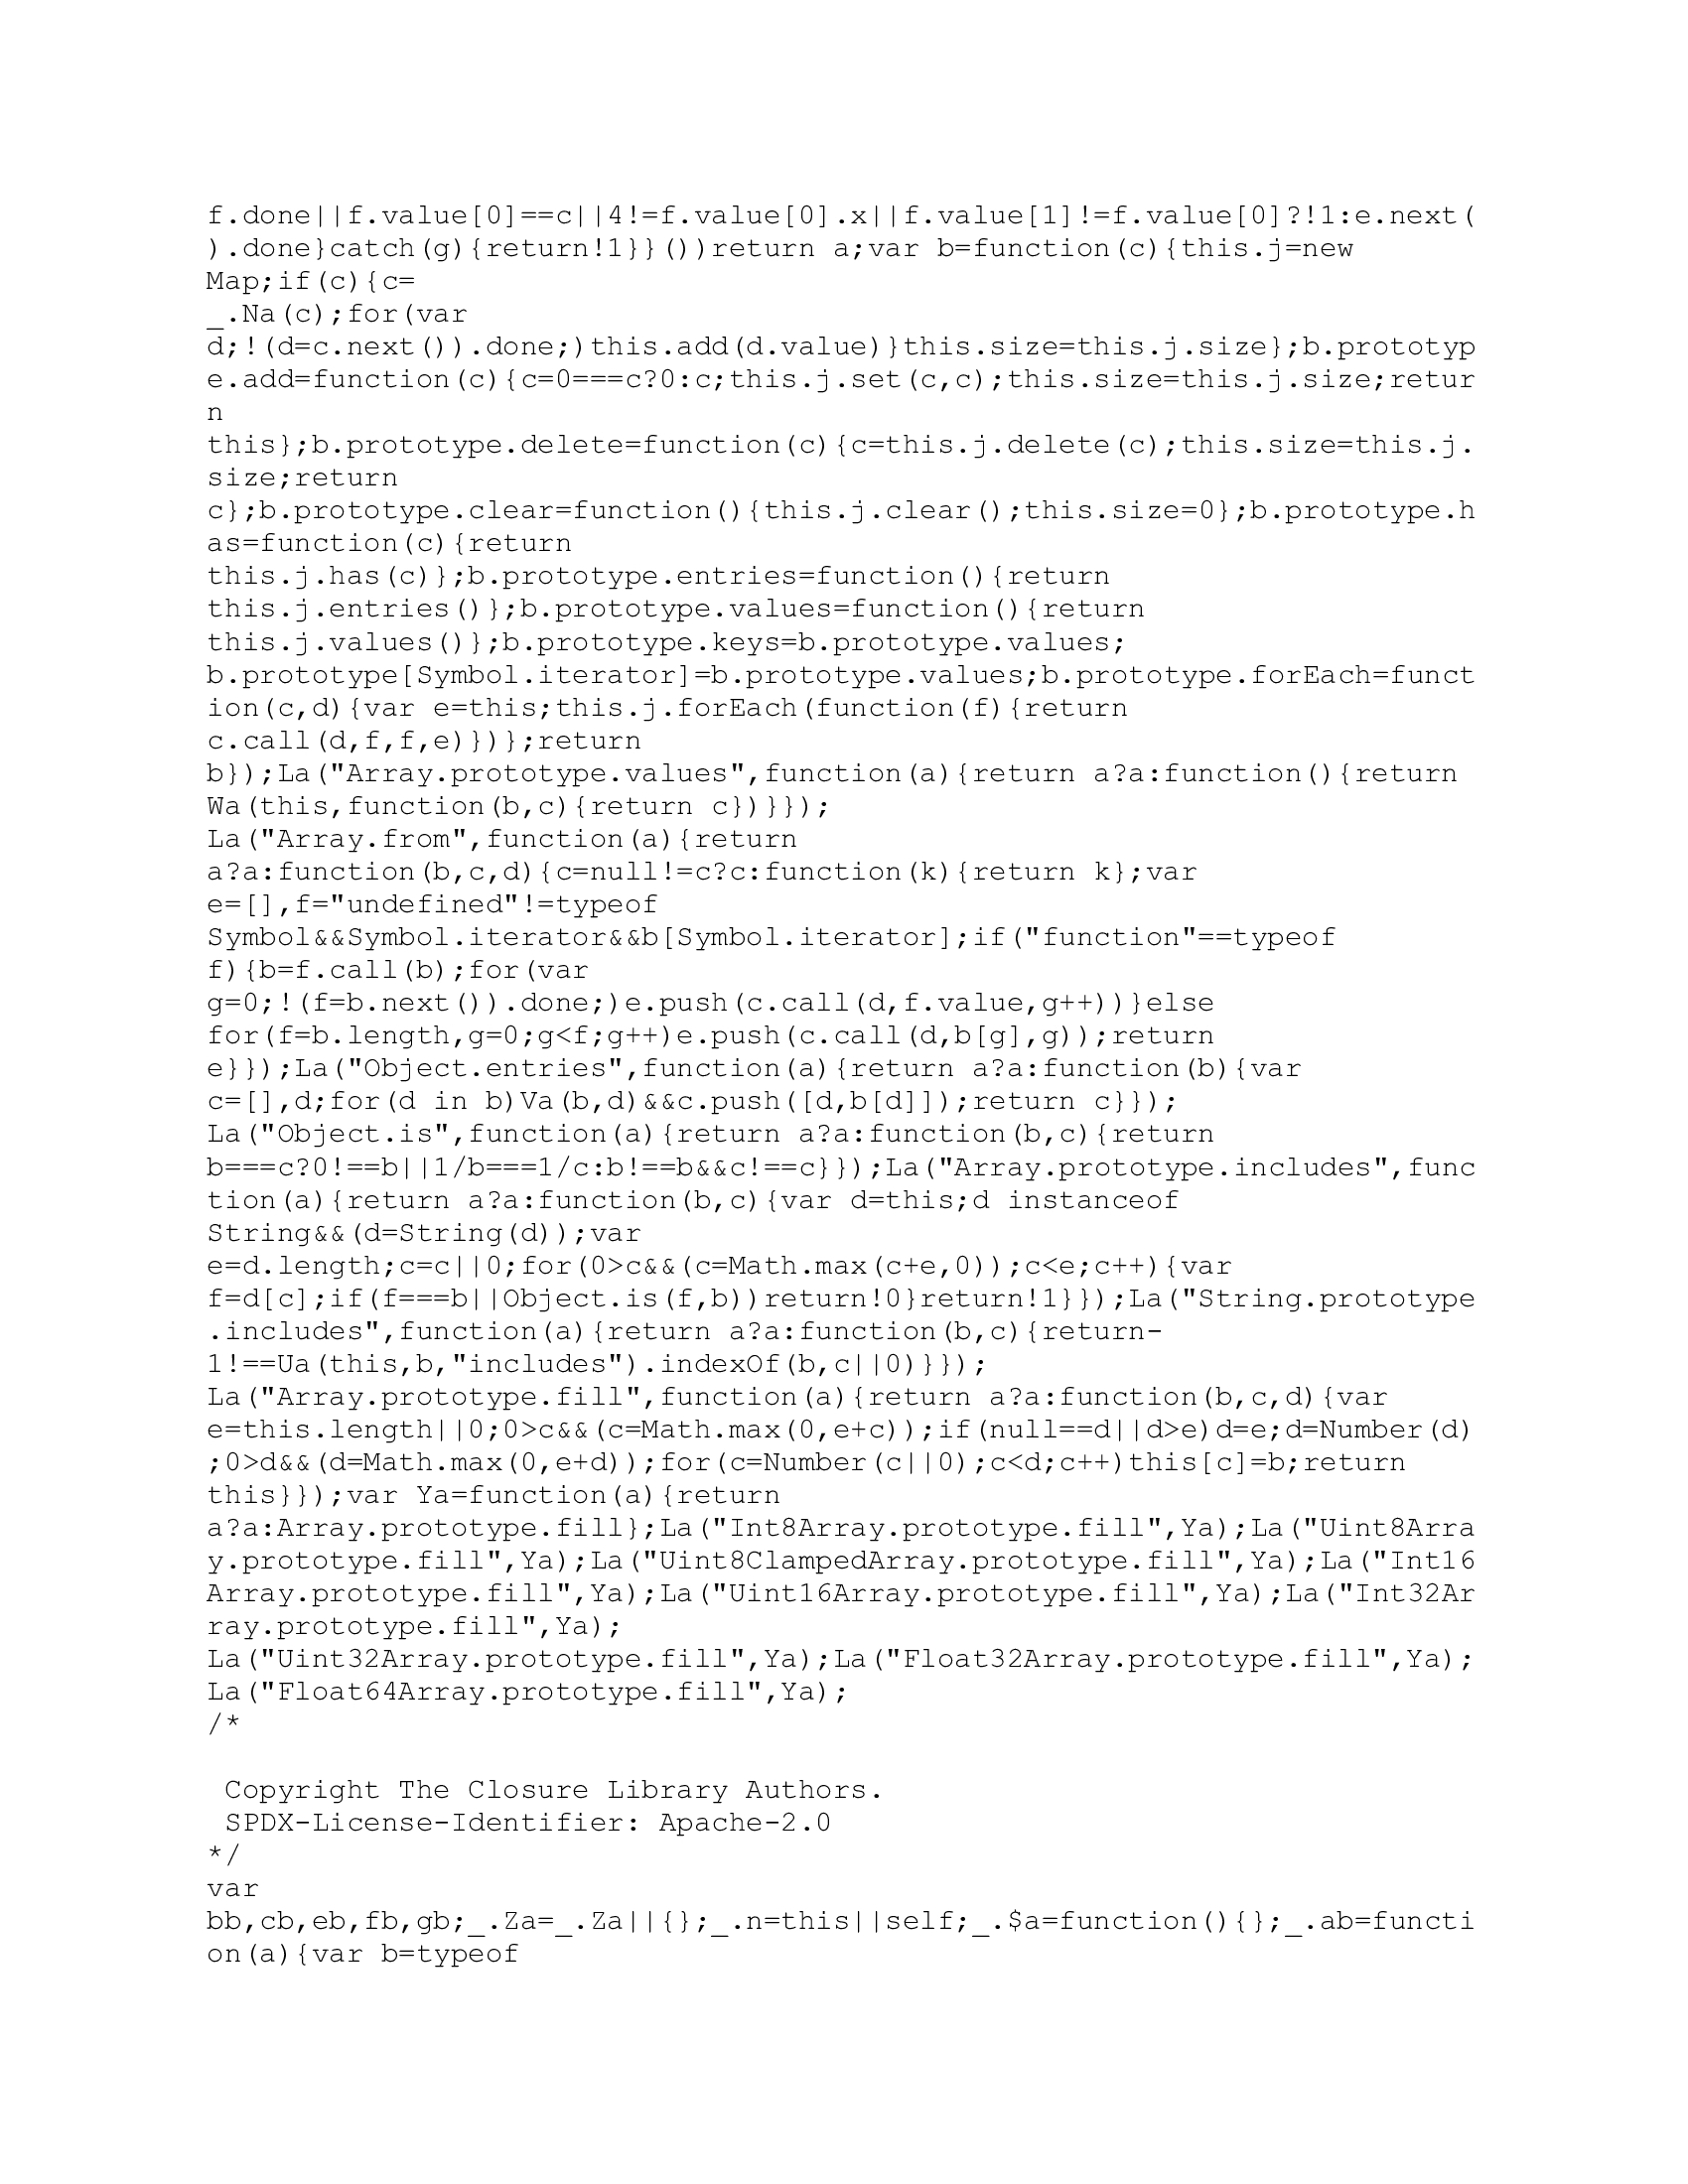 f.done||f.value[0]==c||4!=f.value[0].x||f.value[1]!=f.value[0]?!1:e.next(
).done}catch(g){return!1}}())return a;var b=function(c){this.j=new
Map;if(c){c=
_.Na(c);for(var
d;!(d=c.next()).done;)this.add(d.value)}this.size=this.j.size};b.prototyp
e.add=function(c){c=0===c?0:c;this.j.set(c,c);this.size=this.j.size;retur
n
this};b.prototype.delete=function(c){c=this.j.delete(c);this.size=this.j.
size;return
c};b.prototype.clear=function(){this.j.clear();this.size=0};b.prototype.h
as=function(c){return
this.j.has(c)};b.prototype.entries=function(){return
this.j.entries()};b.prototype.values=function(){return
this.j.values()};b.prototype.keys=b.prototype.values;
b.prototype[Symbol.iterator]=b.prototype.values;b.prototype.forEach=funct
ion(c,d){var e=this;this.j.forEach(function(f){return
c.call(d,f,f,e)})};return
b});La("Array.prototype.values",function(a){return a?a:function(){return
Wa(this,function(b,c){return c})}});
La("Array.from",function(a){return
a?a:function(b,c,d){c=null!=c?c:function(k){return k};var
e=[],f="undefined"!=typeof
Symbol&&Symbol.iterator&&b[Symbol.iterator];if("function"==typeof
f){b=f.call(b);for(var
g=0;!(f=b.next()).done;)e.push(c.call(d,f.value,g++))}else
for(f=b.length,g=0;g<f;g++)e.push(c.call(d,b[g],g));return
e}});La("Object.entries",function(a){return a?a:function(b){var
c=[],d;for(d in b)Va(b,d)&&c.push([d,b[d]]);return c}});
La("Object.is",function(a){return a?a:function(b,c){return
b===c?0!==b||1/b===1/c:b!==b&&c!==c}});La("Array.prototype.includes",func
tion(a){return a?a:function(b,c){var d=this;d instanceof
String&&(d=String(d));var
e=d.length;c=c||0;for(0>c&&(c=Math.max(c+e,0));c<e;c++){var
f=d[c];if(f===b||Object.is(f,b))return!0}return!1}});La("String.prototype
.includes",function(a){return a?a:function(b,c){return-
1!==Ua(this,b,"includes").indexOf(b,c||0)}});
La("Array.prototype.fill",function(a){return a?a:function(b,c,d){var
e=this.length||0;0>c&&(c=Math.max(0,e+c));if(null==d||d>e)d=e;d=Number(d)
;0>d&&(d=Math.max(0,e+d));for(c=Number(c||0);c<d;c++)this[c]=b;return
this}});var Ya=function(a){return
a?a:Array.prototype.fill};La("Int8Array.prototype.fill",Ya);La("Uint8Arra
y.prototype.fill",Ya);La("Uint8ClampedArray.prototype.fill",Ya);La("Int16
Array.prototype.fill",Ya);La("Uint16Array.prototype.fill",Ya);La("Int32Ar
ray.prototype.fill",Ya);
La("Uint32Array.prototype.fill",Ya);La("Float32Array.prototype.fill",Ya);
La("Float64Array.prototype.fill",Ya);
/*

 Copyright The Closure Library Authors.
 SPDX-License-Identifier: Apache-2.0
*/
var
bb,cb,eb,fb,gb;_.Za=_.Za||{};_.n=this||self;_.$a=function(){};_.ab=functi
on(a){var b=typeof